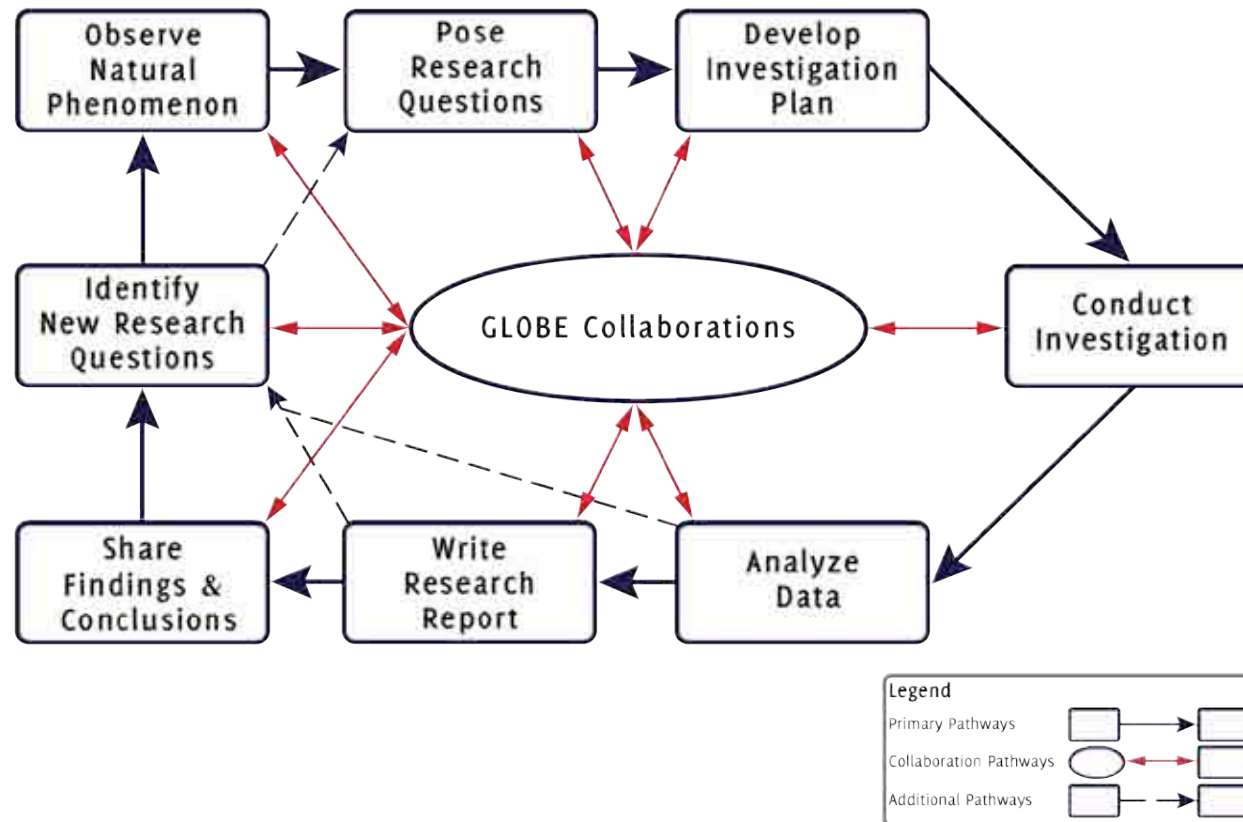 Observe
Natural
Phenomenon
Pose
Research
Questions
Develop
Investigation
Plan
Identify
New Research
Questions
GLOBE Collaborations
Conduct
Investigation
Share
Findings &
Conclusions
Write
Research
Report
Analyze
Data
Legend
Primary Pathways
Collaboration Pathways
Additional Pathways